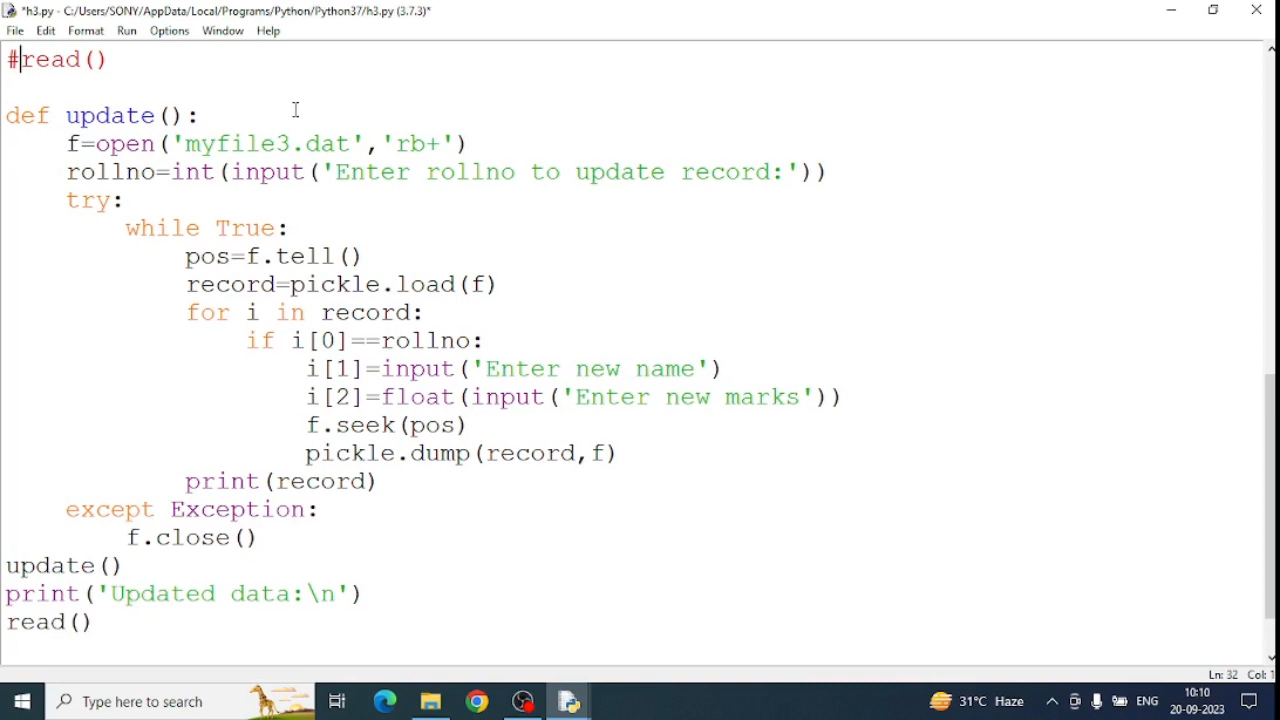 *h3.py - C:/Users/SONY/AppData/Local/Programs/Python/Python37/h3.py (3.7.3)*
File Edit Format Run Options Window Help
#read()
def update():
    f=open('myfile3.dat','rb+')
    rollno=int(input('Enter rollno to update record:'))
    try:
        while True:
            pos=f.tell()
            record=pickle.load(f)
            for i in record:
                if i[0]==rollno:
                    i[1]=input('Enter new name')
                    i[2]=float(input('Enter new marks'))
                    f.seek(pos)
                    pickle.dump(record,f)
            print(record)
    except Exception:
        f.close()
update()
print('Updated data:\n')
read()
Ln: 32 Col: 1
Type here to search
31°C Haze
ENG
10:10
20-09-2023